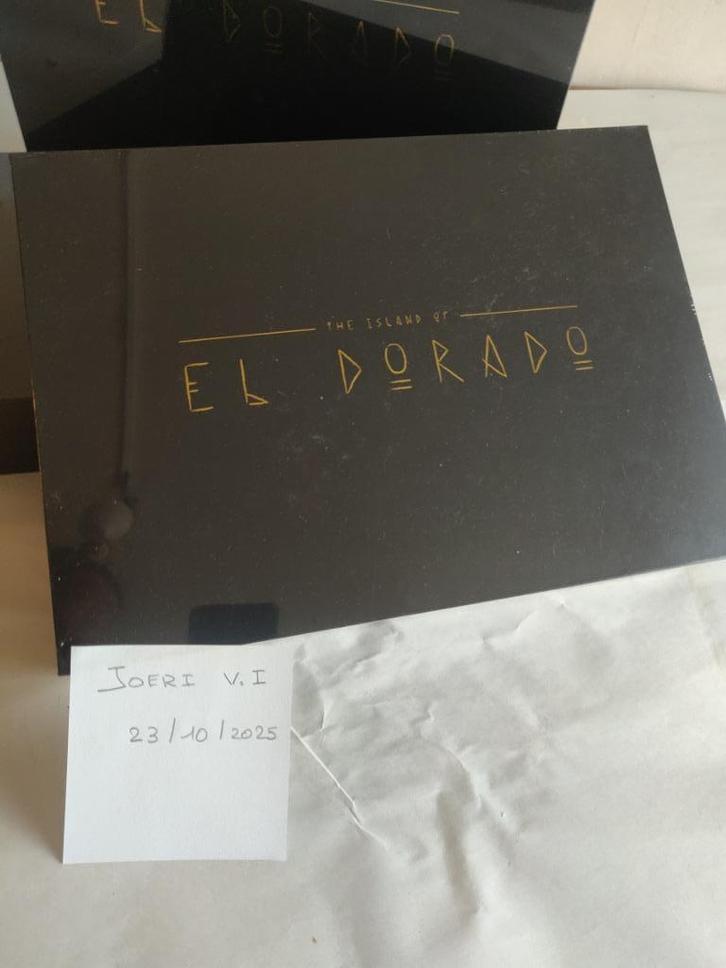 EL DORADO
THE ISLAND OF
EL DORADO
JOERI V.I
23/10/2025